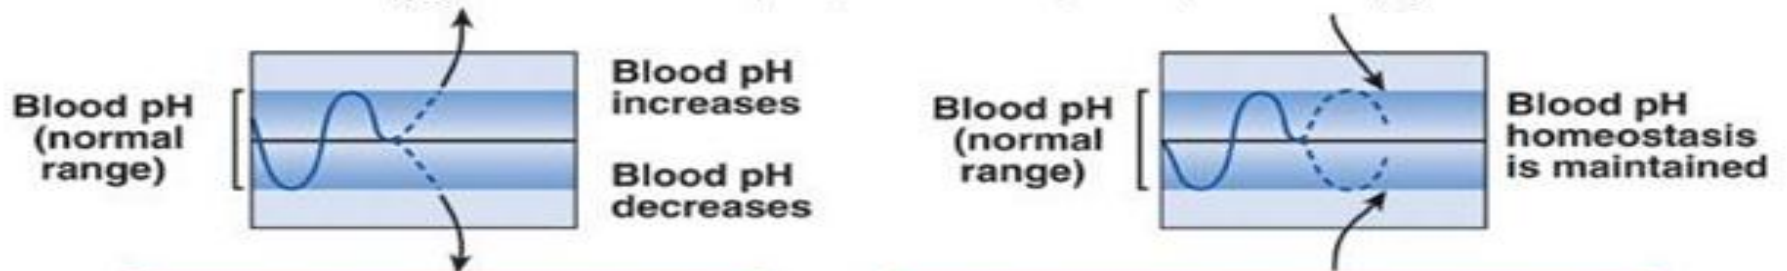 Blood pH
(normal
range)
Blood pH
increases
Blood pH
decreases
Blood pH
(normal
range)
Blood pH
homeostasis
is maintained